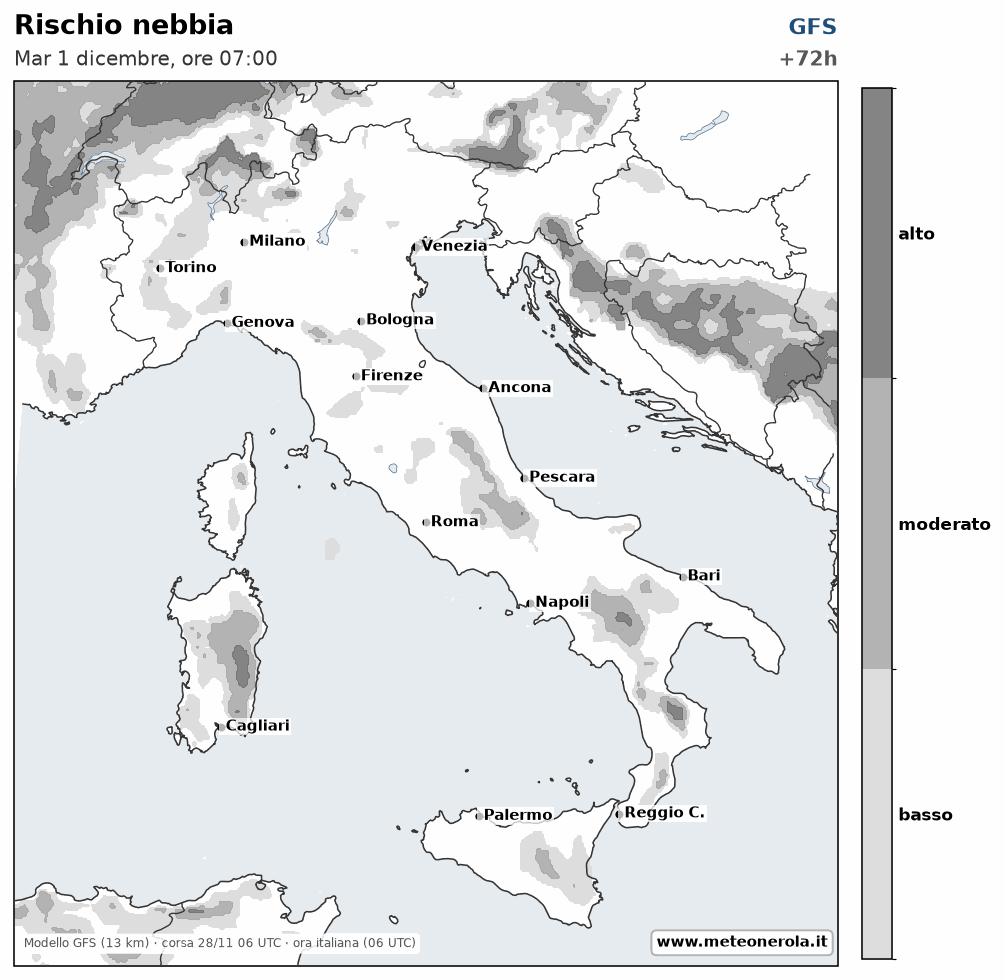 Rischio nebbia
GFS
Mar 1 dicembre, ore 07:00
+72h
alto
Milano
Venezia
Torino
Bologna
Genova
Firenze
Ancona
Pescara
Roma
moderato
Bari
Napoli
Cagliari
Palermo
Reggio C.
basso
Modello GFS (13 km) · corsa 28/11 06 UTC · ora italiana (06 UTC)
www.meteonerola.it